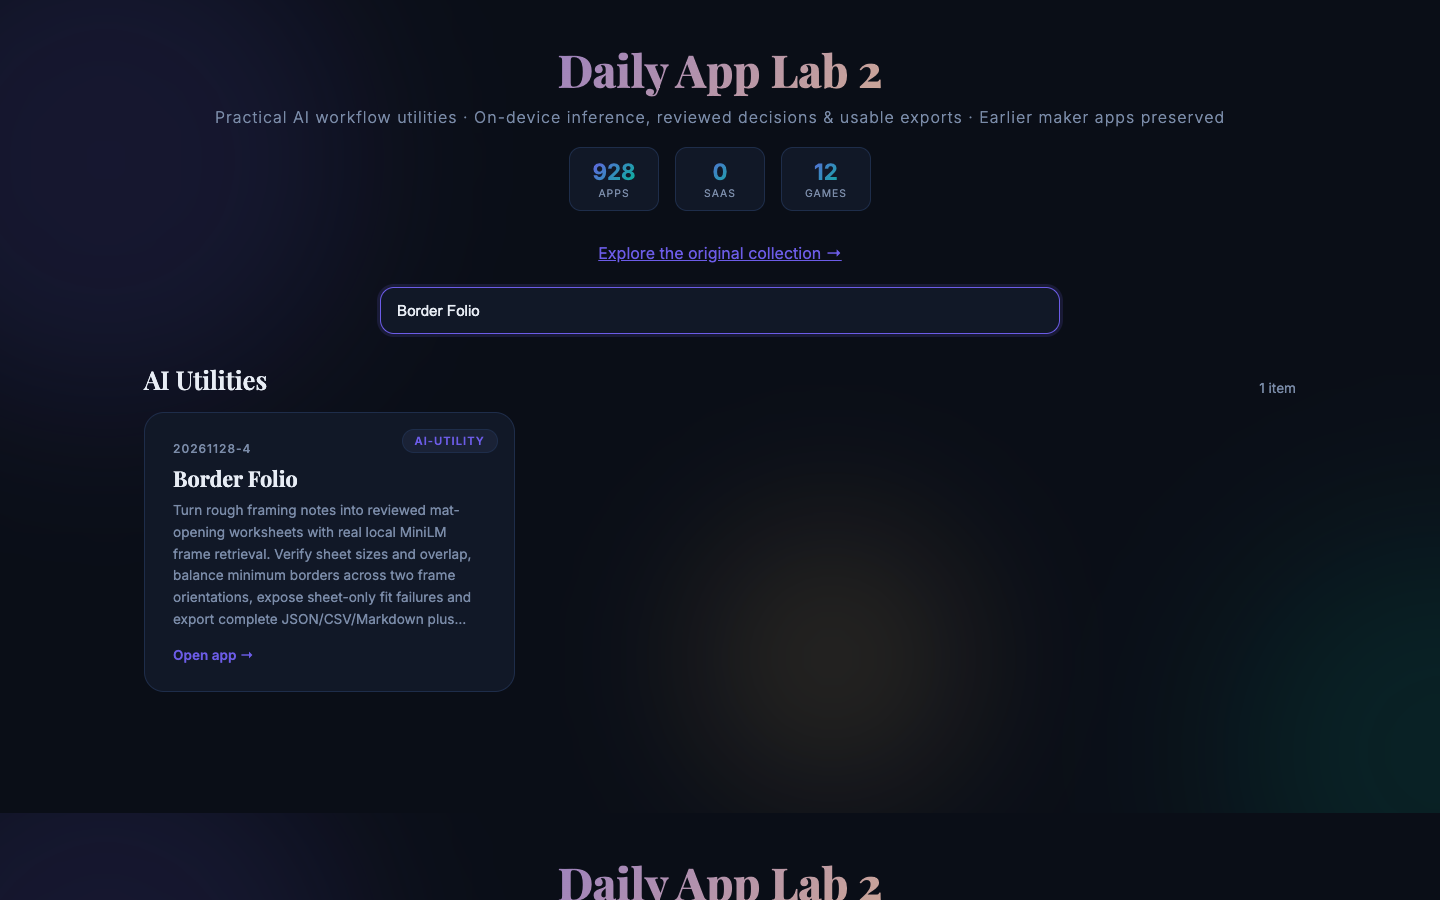 Daily App Lab 2
Practical AI workflow utilities · On-device inference, reviewed decisions & usable exports · Earlier maker apps preserved
928
APPS
0
SAAS
12
GAMES
Explore the original collection →
Border Folio
AI Utilities
1 item
20261128-4
AI-UTILITY
Border Folio
Turn rough framing notes into reviewed mat-
opening worksheets with real local MiniLM
frame retrieval. Verify sheet sizes and overlap,
balance minimum borders across two frame
orientations, expose sheet-only fit failures and
export complete JSON/CSV/Markdown plus...
Open app →
Daily App Lab 2